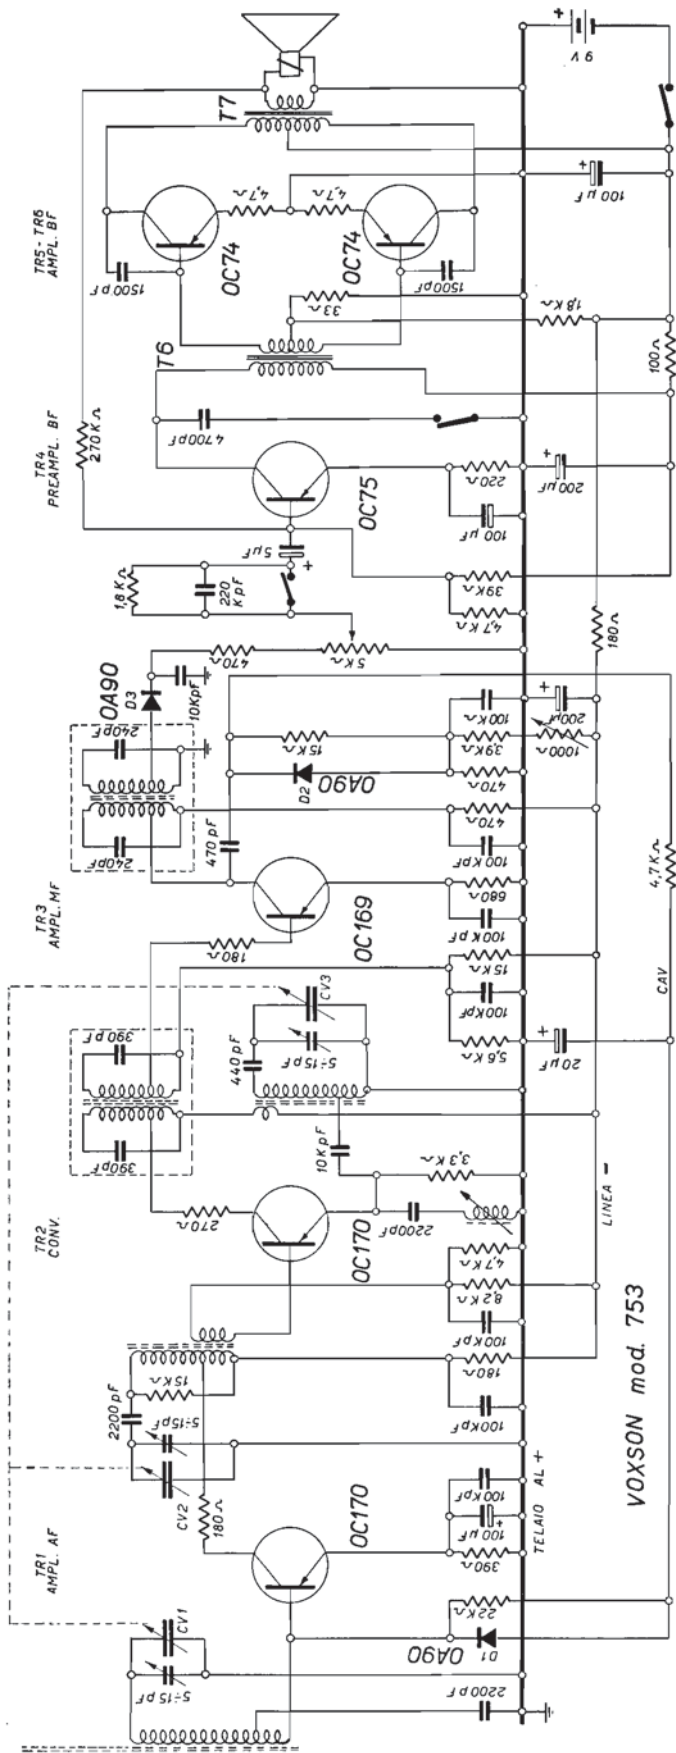 TR1
AMPL. AF
TR2
CONV.
TR3
AMPL. MF
TR4
PREAMPL. BF
TR5 - TR6
AMPL. BF
CV1
5÷15 pF
2200 pF
D1
OA90
22 KΩ
390 Ω
100 µF
+
100 KpF
OC170
180 Ω
CV2
5÷15 pF
2200 pF
15 KΩ
100 KpF
180 Ω
100 KpF
8,2 KΩ
4,7 KΩ
OC170
270 Ω
2200 pF
3,3 KΩ
10 KpF
390 pF
390 pF
440 pF
5÷15 pF
CV3
180 Ω
5,6 KΩ
20 µF
+
100 KpF
15 KΩ
OC169
100 KpF
680 Ω
100 KpF
470 Ω
240 pF
240 pF
470 pF
OA90
D3
10 KpF
D2
OA90
15 KΩ
470 Ω
3,9 KΩ
100 KΩ
1000 Ω
200 µF
+
470 Ω
5 KΩ
1,8 KΩ
220
KpF
5 µF
+
4,7 KΩ
39 KΩ
OC75
100 µF
220 Ω
200 µF
+
270 KΩ
4700 pF
T6
33 Ω
1500 pF
1500 pF
OC74
OC74
4,7 Ω
4,7 Ω
T7
180 Ω
1,8 KΩ
100 Ω
100 µF
+
9 V
+
TELAIO AL +
LINEA -
CAV
4,7 KΩ
VOXSON mod. 753